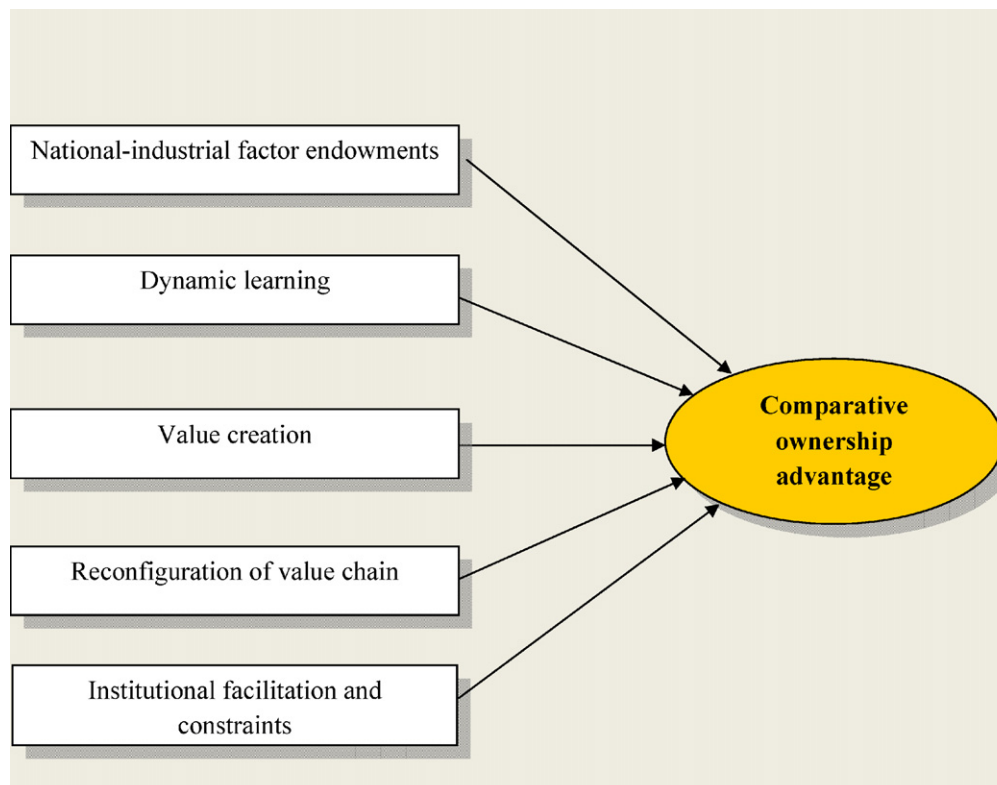 National-industrial factor endowments
Dynamic learning
Value creation
Reconfiguration of value chain
Institutional facilitation and
constraints
Comparative
ownership
advantage